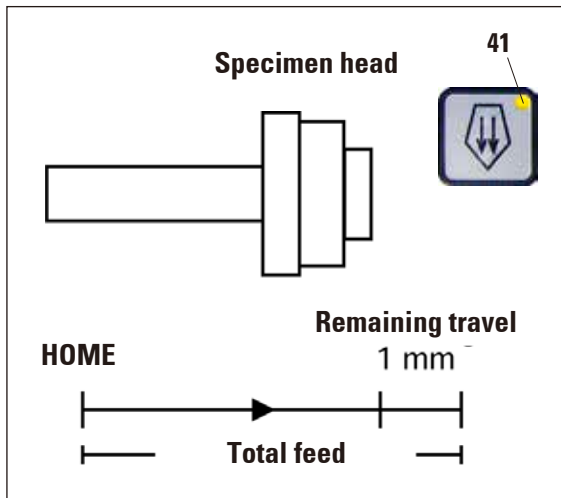 41
Specimen head
Remaining travel
HOME
1 mm
Total feed